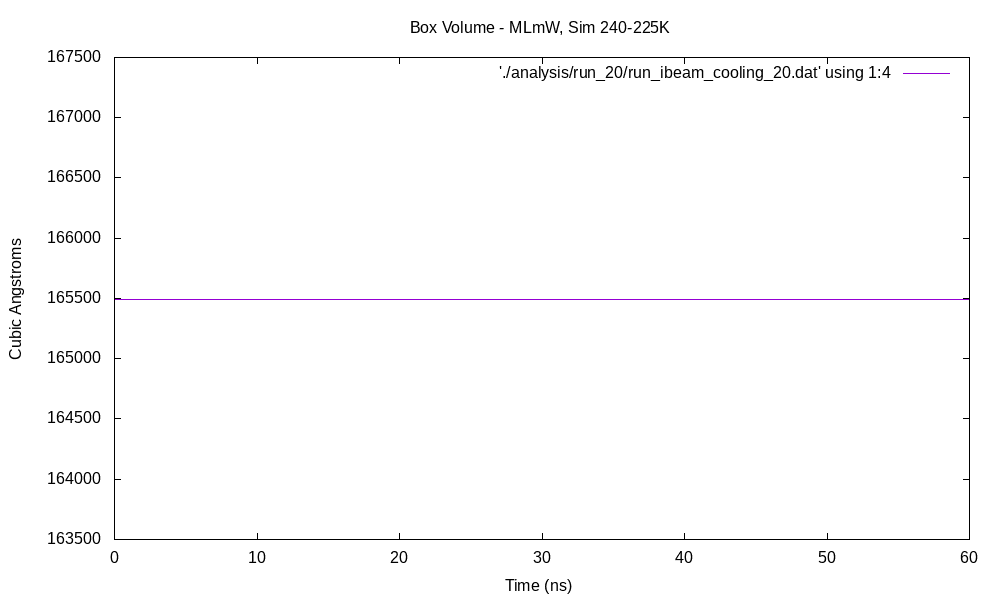 Box Volume - MLmW, Sim 240-225K
'./analysis/run_20/run_ibeam_cooling_20.dat' using 1:4
167500
167000
166500
166000
165500
165000
164500
164000
163500
Cubic Angstroms
0 10 20 30 40 50 60
Time (ns)